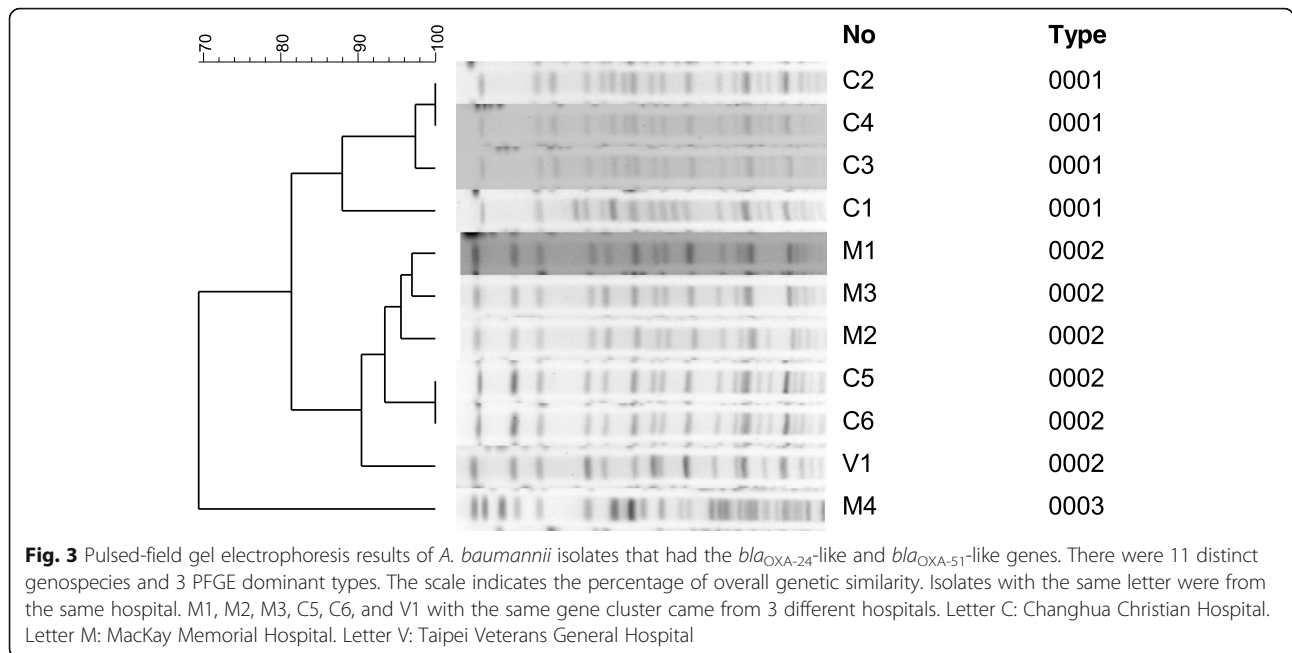 70 80 90 100 No Type
C2 0001
C4 0001
C3 0001
C1 0001
M1 0002
M3 0002
M2 0002
C5 0002
C6 0002
V1 0002
M4 0003
Fig. 3 Pulsed-field gel electrophoresis results of A. baumannii isolates that had the blaOXA-24-like and blaOXA-51-like genes. There were 11 distinct
genospecies and 3 PFGE dominant types. The scale indicates the percentage of overall genetic similarity. Isolates with the same letter were from
the same hospital. M1, M2, M3, C5, C6, and V1 with the same gene cluster came from 3 different hospitals. Letter C: Changhua Christian Hospital.
Letter M: MacKay Memorial Hospital. Letter V: Taipei Veterans General Hospital